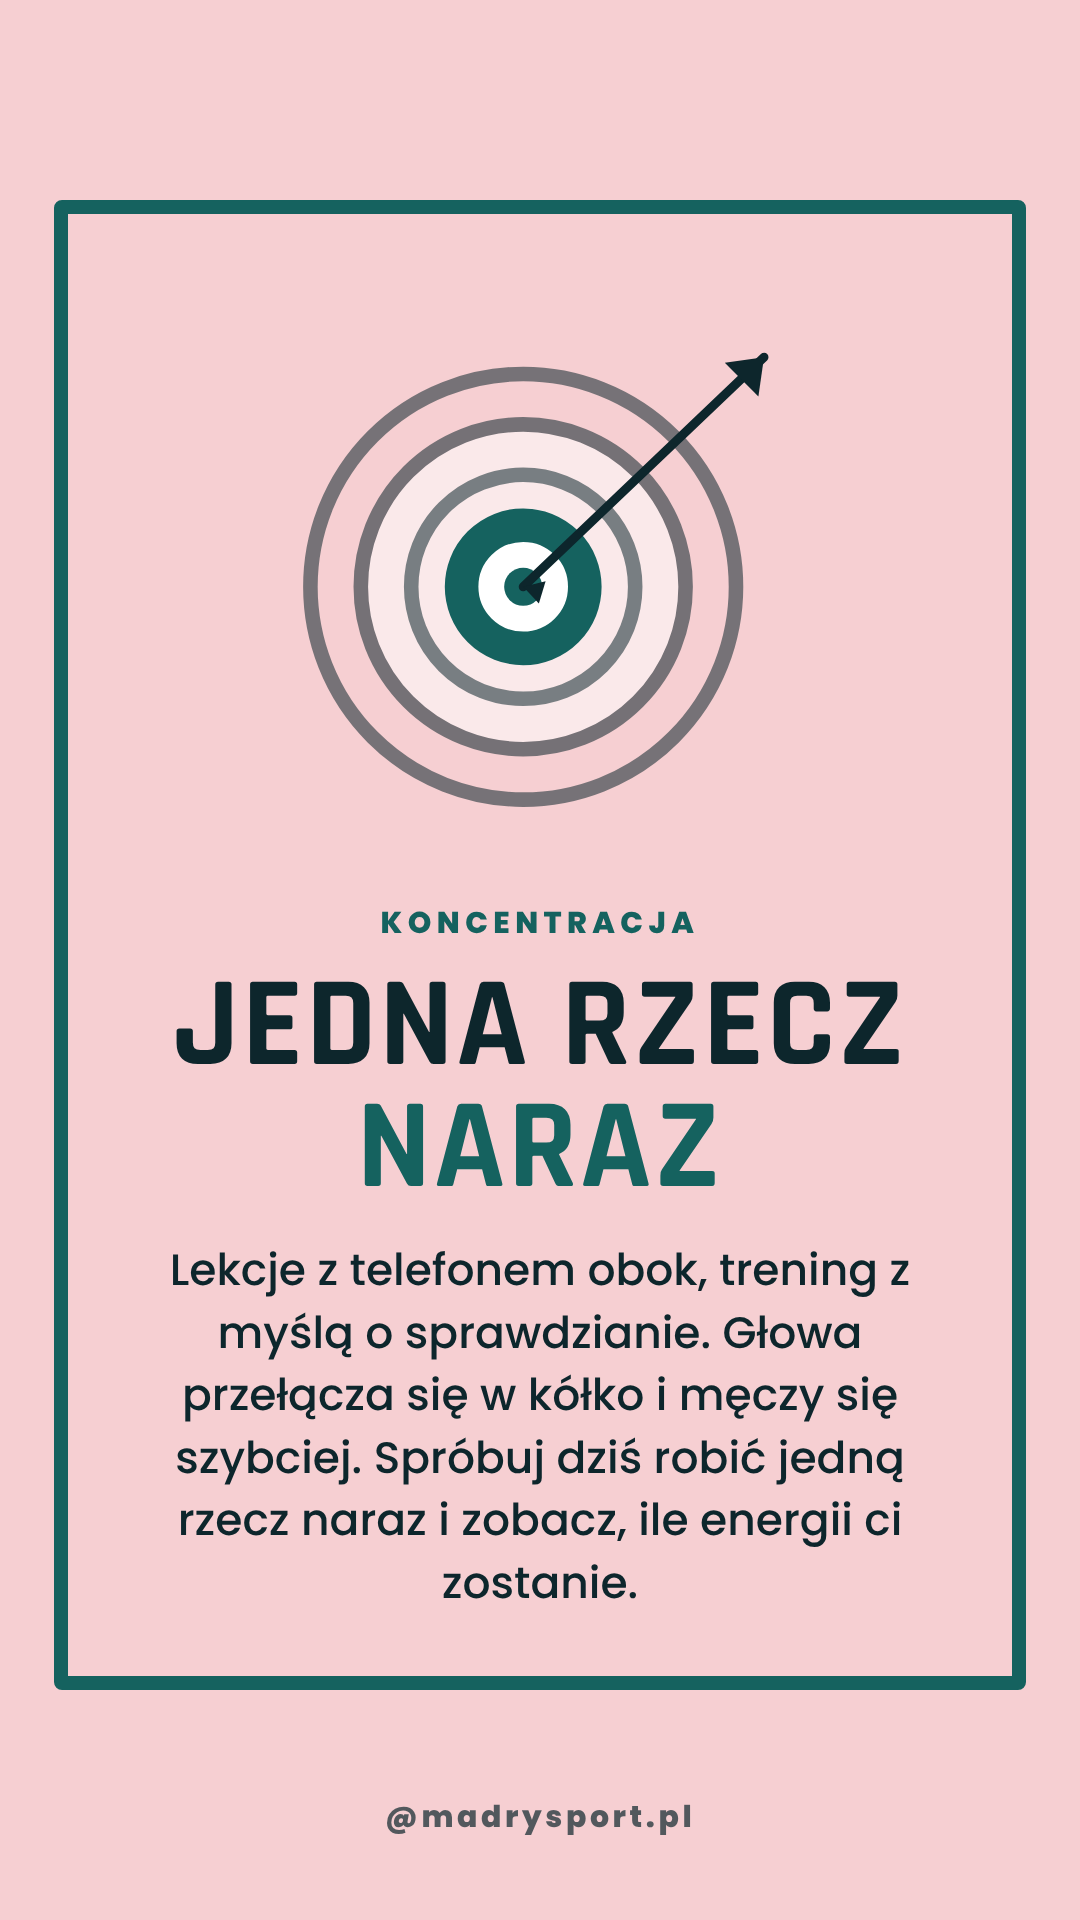 KONCENTRACJA
JEDNA RZECZ
NARAZ
Lekcje z telefonem obok, trening z
myślą o sprawdzianie. Głowa
przełącza się w kółko i męczy się
szybciej. Spróbuj dziś robić jedną
rzecz naraz i zobacz, ile energii ci
zostanie.
@madrysport.pl